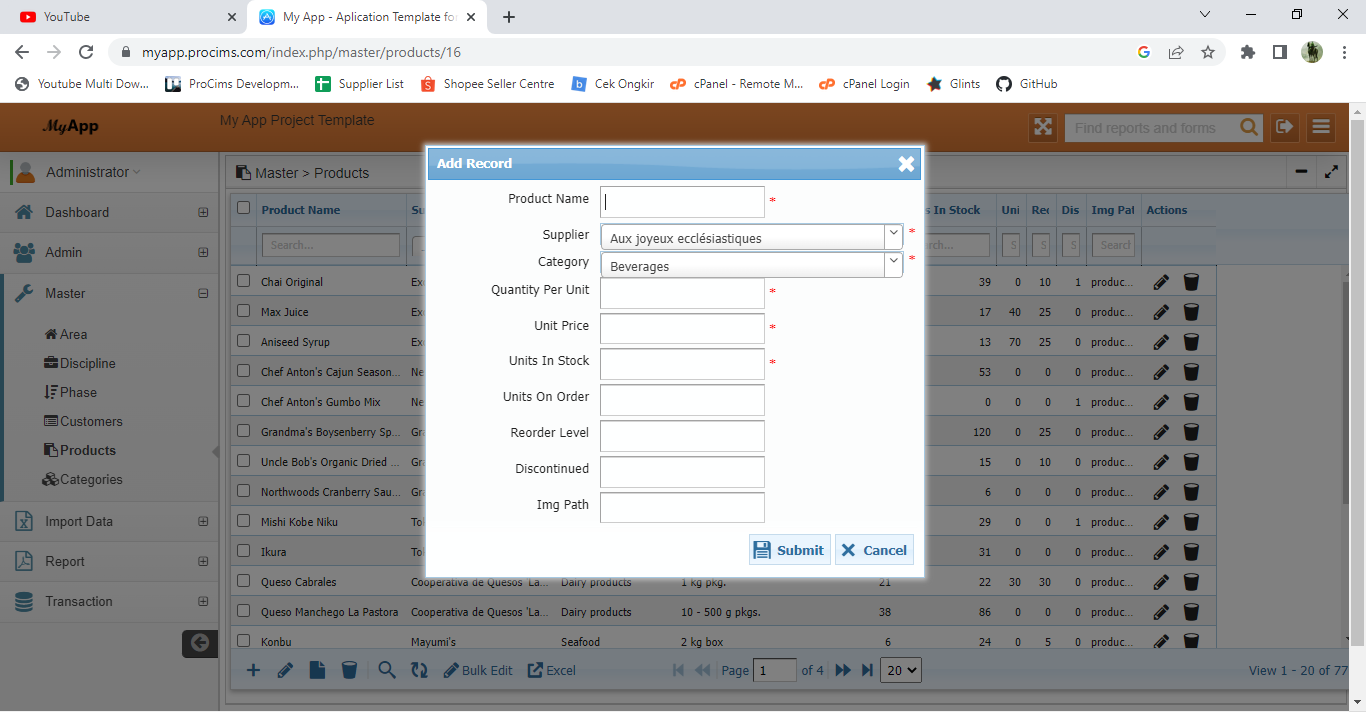 YouTube
My App - Aplication Template for
myapp.procims.com/index.php/master/products/16
Youtube Multi Dow... ProCims Developm... Supplier List Shopee Seller Centre Cek Ongkir cPanel - Remote M... cPanel Login Glints GitHub
MyApp
My App Project Template
Find reports and forms
Administrator
Dashboard
Admin
Master
Area
Discipline
Phase
Customers
Products
Categories
Import Data
Report
Transaction
Master > Products
Product Name Su s In Stock Uni Rec Dis Img Pat Actions
Search... rch... S S S Search
Chai Original Exo 39 0 10 1 produc...
Max Juice Exo 17 40 25 0 produc...
Aniseed Syrup Exo 13 70 25 0 produc...
Chef Anton's Cajun Season... Ne 53 0 0 0 produc...
Chef Anton's Gumbo Mix Ne 0 0 0 1 produc...
Grandma's Boysenberry Sp... Gra 120 0 25 0 produc...
Uncle Bob's Organic Dried ... Gra 15 0 10 0 produc...
Northwoods Cranberry Sau... Gra 6 0 0 0 produc...
Mishi Kobe Niku Tok 29 0 0 1 produc...
Ikura Tok 31 0 0 0 produc...
Queso Cabrales Cooperativa de Quesos 'La... Dairy products 1 kg pkg. 21 22 30 30 0 produc...
Queso Manchego La Pastora Cooperativa de Quesos 'La... Dairy products 10 - 500 g pkgs. 38 86 0 0 0 produc...
Konbu Mayumi's Seafood 2 kg box 6 24 0 5 0 produc...
Bulk Edit Excel Page 1 of 4 20 View 1 - 20 of 77
Add Record
Product Name *
Supplier Aux joyeux ecclésiastiques *
Category Beverages *
Quantity Per Unit *
Unit Price *
Units In Stock *
Units On Order
Reorder Level
Discontinued
Img Path
Submit Cancel